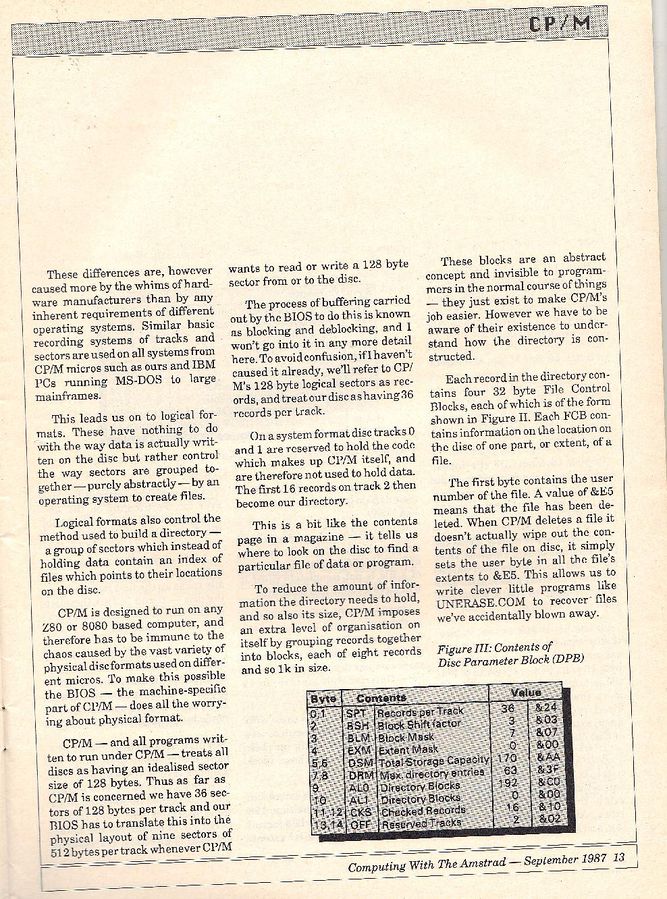 CP/M
These differences are, however
caused more by the whims of hard-
ware manufacturers than by any
inherent requirements of different
operating systems. Similar basic
recording systems of tracks and
sectors are used on all systems from
CP/M micros such as ours and IBM
PCs running MS-DOS to large
mainframes.
This leads us on to logical for-
mats. These have nothing to do
with the way data is actually writ-
ten on the disc but rather control
the way sectors are grouped to-
gether — purely abstractly — by an
operating system to create files.
Logical formats also control the
method used to build a directory —
a group of sectors which instead of
holding data contain an index of
files which points to their locations
on the disc.
CP/M is designed to run on any
Z80 or 8080 based computer, and
therefore has to be immune to the
chaos caused by the vast variety of
physical disc formats used on differ-
ent micros. To make this possible
the BIOS — the machine-specific
part of CP/M — does all the worry-
ing about physical format.
CP/M — and all programs writ-
ten to run under CP/M — treats all
discs as having an idealised sector
size of 128 bytes. Thus as far as
CP/M is concerned we have 36 sec-
tors of 128 bytes per track and our
BIOS has to translate this into the
physical layout of nine sectors of
512 bytes per track whenever CP/M
wants to read or write a 128 byte
sector from or to the disc.
The process of buffering carried
out by the BIOS to do this is known
as blocking and deblocking, and I
won't go into in any more detail
here. To avoid confusion, if I haven't
caused it already, we'll refer to CP/
M's 128 byte logical sectors as rec-
ords, and treat our disc as having 36
records per track.
On a system format disc tracks 0
and 1 are reserved to hold the code
which makes up CP/M itself, and
are therefore not used to hold data.
The first 16 records on track 2 then
become our directory.
This is a bit like the contents
page in a magazine — it tells us
where to look on the disc to find a
particular file of data or program.
To reduce the amount of infor-
mation the directory needs to hold,
and so also its size, CP/M imposes
an extra level of organisation on
itself by grouping records together
into blocks, each of eight records
and so 1k in size.
These blocks are an abstract
concept and invisible to program-
mers in the normal course of things
— they just exist to make CP/M's
job easier. However we have to be
aware of their existence to under-
stand how the directory is con-
structed.
Each record in the directory con-
tains four 32 byte File Control
Blocks, each of which is of the form
shown in Figure II. Each FCB con-
tains information on the location on
the disc of one part, or extent, of a
file.
The first byte contains the user
number of the file. A value of &E5
means that the file has been de-
leted. When CP/M deletes a file it
doesn't actually wipe out the con-
tents of the file on disc, it simply
sets the user byte in all the file's
extents to &E5. This allows us to
write clever little programs like
UNERASE.COM to recover files
we've accidentally blown away.
Figure III: Contents of
Disc Parameter Block (DPB)
Byte Contents Value
0,1 SPT Records per Track 36 &24
2 BSH Block Shift factor 3 &03
3 BLM Block Mask 7 &07
4 EXM Extent Mask 0 &00
5,6 DSM Total Storage Capacity 170 &AA
7,8 DRM Max. directory entries 63 &3F
9 AL0 Directory Blocks 192 &C0
10 AL1 Directory Blocks 0 &00
11,12 CKS Checked Records 16 &10
13,14 OFF Reserved Tracks 2 &02
Computing With The Amstrad — September 1987 13